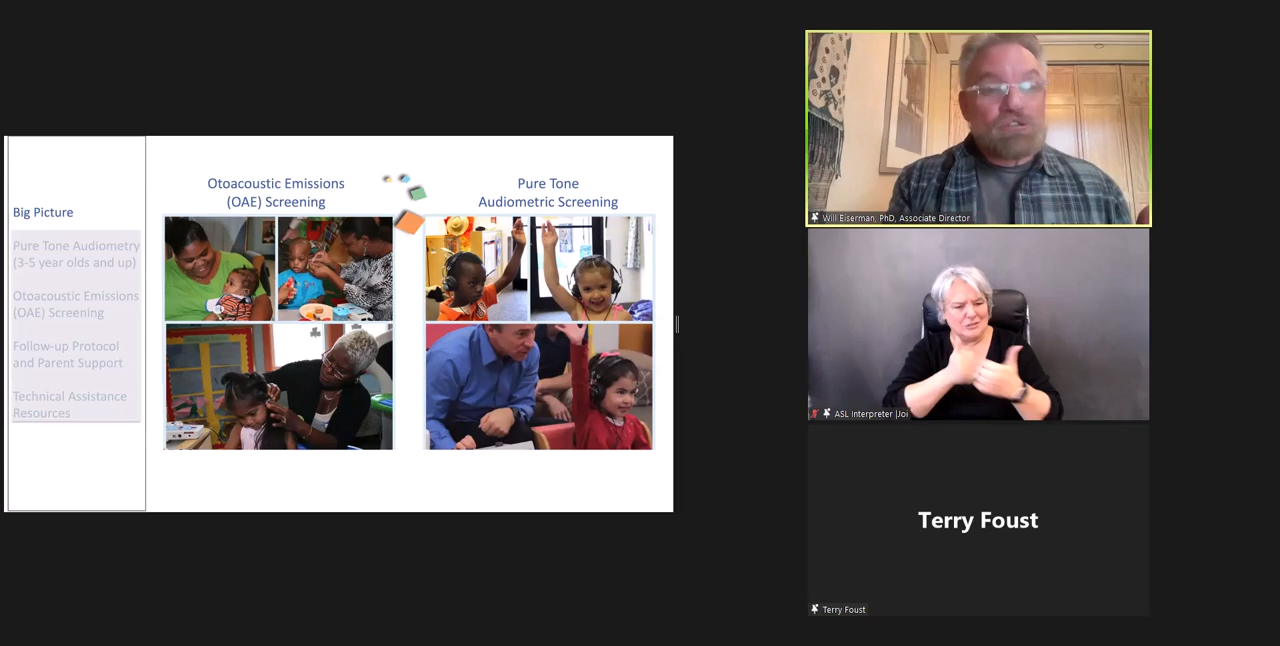 Big Picture
Pure Tone Audiometry
(3-5 year olds and up)
Otoacoustic Emissions
(OAE) Screening
Follow-up Protocol
and Parent Support
Technical Assistance
Resources
Otoacoustic Emissions
(OAE) Screening
Pure Tone
Audiometric Screening
Will Eiserman, PhD, Associate Director
ASL Interpreter |Joi
Terry Foust
Terry Foust